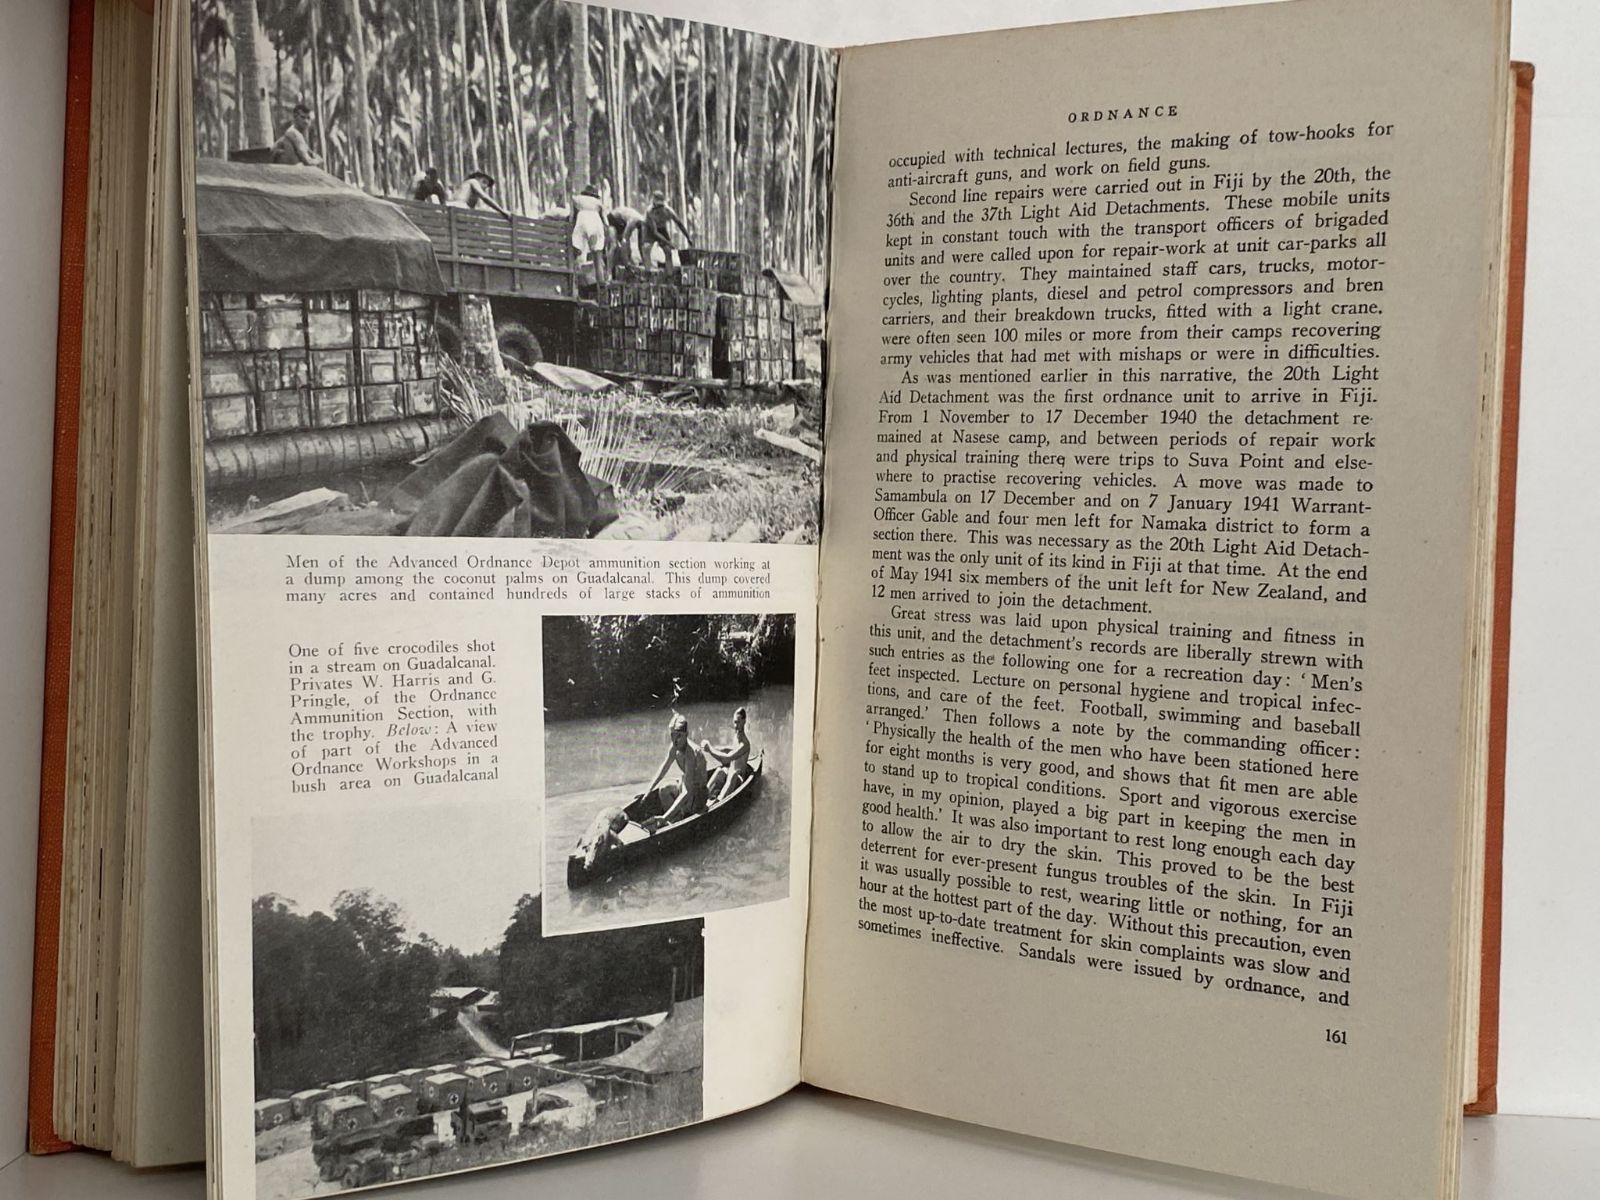 Men of the Advanced Ordnance Depot ammunition section working at
a dump among the coconut palms on Guadalcanal. This dump covered
many acres and contained hundreds of large stacks of ammunition
One of five crocodiles shot
in a stream on Guadalcanal.
Privates W. Harris and G.
Pringle, of the Ordnance
Ammunition Section, with
the trophy. Below: A view
of part of the Advanced
Ordnance Workshops in a
bush area on Guadalcanal
ORDNANCE
occupied with technical lectures, the making of tow-hooks for
anti-aircraft guns, and work on field guns.
Second line repairs were carried out in Fiji by the 20th, the
36th and the 37th Light Aid Detachments. These mobile units
kept in constant touch with the transport officers of brigaded
units and were called upon for repair-work at unit car-parks all
over the country. They maintained staff cars, trucks, motor-
cycles, lighting plants, diesel and petrol compressors and bren
carriers, and their breakdown trucks, fitted with a light crane.
were often seen 100 miles or more from their camps recovering
army vehicles that had met with mishaps or were in difficulties.
As was mentioned earlier in this narrative, the 20th Light
Aid Detachment was the first ordnance unit to arrive in Fiji.
From 1 November to 17 December 1940 the detachment re-
mained at Nasese camp, and between periods of repair work
and physical training there were trips to Suva Point and else-
where to practise recovering vehicles. A move was made to
Samambula on 17 December and on 7 January 1941 Warrant-
Officer Gable and four men left for Namaka district to form a
section there. This was necessary as the 20th Light Aid Detach-
ment was the only unit of its kind in Fiji at that time. At the end
of May 1941 six members of the unit left for New Zealand, and
12 men arrived to join the detachment.
Great stress was laid upon physical training and fitness in
this unit, and the detachment's records are liberally strewn with
such entries as the following one for a recreation day: ' Men's
feet inspected. Lecture on personal hygiene and tropical infec-
tions, and care of the feet. Football, swimming and baseball
arranged.' Then follows a note by the commanding officer:
' Physically the health of the men who have been stationed here
for eight months is very good, and shows that fit men are able
to stand up to tropical conditions. Sport and vigorous exercise
have, in my opinion, played a big part in keeping the men in
good health.' It was also important to rest long enough each day
to allow the air to dry the skin. This proved to be the best
deterrent for ever-present fungus troubles of the skin. In Fiji
it was usually possible to rest, wearing little or nothing, for an
hour at the hottest part of the day. Without this precaution, even
the most up-to-date treatment for skin complaints was slow and
sometimes ineffective. Sandals were issued by ordnance, and
161